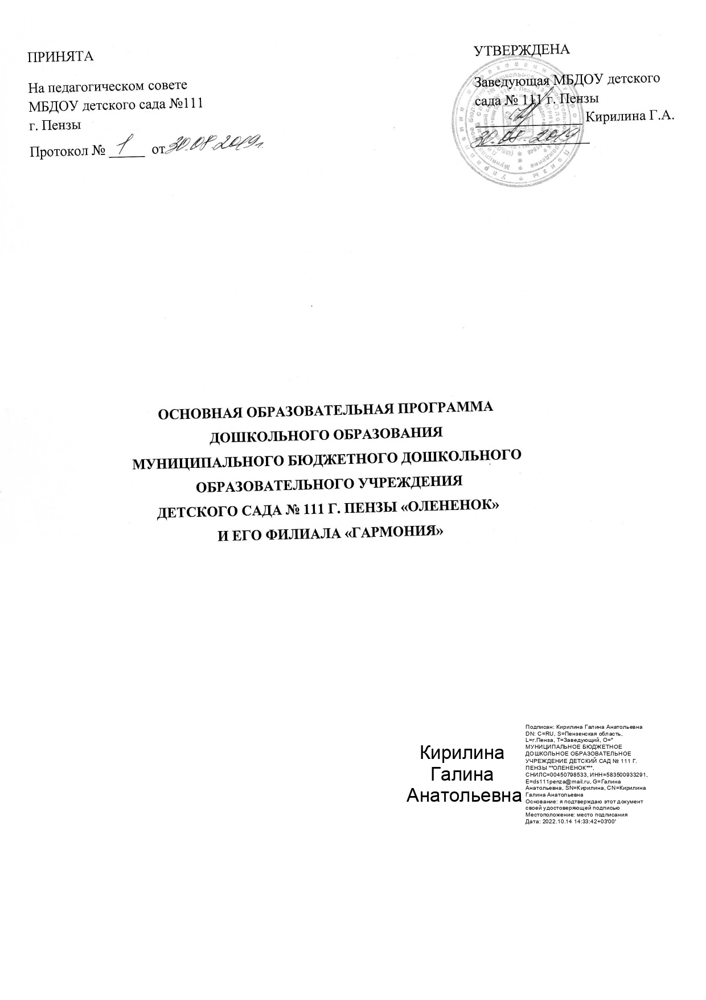 ПРИНЯТА
На педагогическом совете
МБДОУ детского сада №111
г. Пензы
Протокол № 1 от 30.08.2019г.
УТВЕРЖДЕНА
Заведующая МБДОУ детского
сада № 111 г. Пензы
Кирилина Г.А.
30.08.2019
ОСНОВНАЯ ОБРАЗОВАТЕЛЬНАЯ ПРОГРАММА
ДОШКОЛЬНОГО ОБРАЗОВАНИЯ
МУНИЦИПАЛЬНОГО БЮДЖЕТНОГО ДОШКОЛЬНОГО
ОБРАЗОВАТЕЛЬНОГО УЧРЕЖДЕНИЯ
ДЕТСКОГО САДА № 111 Г. ПЕНЗЫ «ОЛЕНЕНОК»
И ЕГО ФИЛИАЛА «ГАРМОНИЯ»
Кирилина
Галина
Анатольевна
Подписан: Кирилина Галина Анатольевна
DN: C=RU, S=Пензенская область,
L=г.Пенза, T=Заведующий, O="
МУНИЦИПАЛЬНОЕ БЮДЖЕТНОЕ
ДОШКОЛЬНОЕ ОБРАЗОВАТЕЛЬНОЕ
УЧРЕЖДЕНИЕ ДЕТСКИЙ САД № 111 Г.
ПЕНЗЫ ""ОЛЕНЕНОК""",
СНИЛС=00450798533, ИНН=583500933291,
E=ds111penza@mail.ru, G=Галина
Анатольевна, SN=Кирилина, CN=Кирилина
Галина Анатольевна
Основание: я подтверждаю этот документ
своей удостоверяющей подписью
Местоположение: место подписания
Дата: 2022.10.14 14:33:42+03'00'